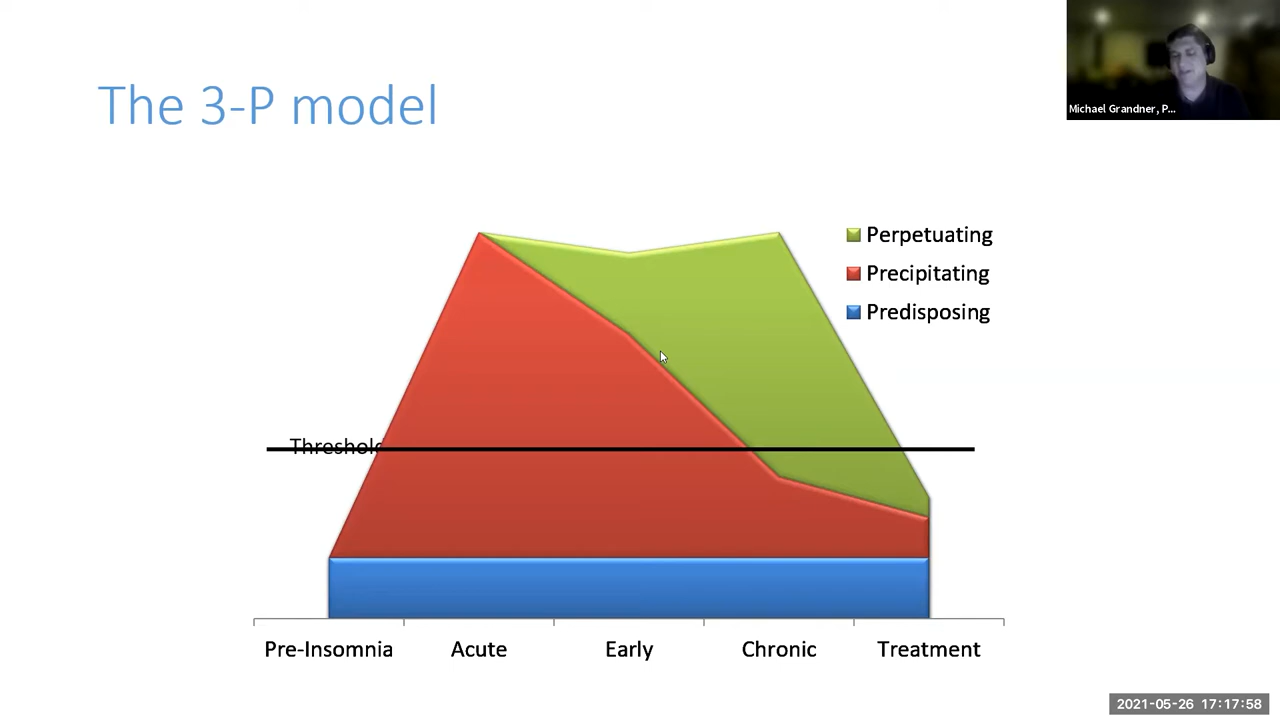 The 3-P model
Michael Grandner, P...
Perpetuating
Precipitating
Predisposing
Threshold
Pre-Insomnia
Acute
Early
Chronic
Treatment
2021-05-26 17:17:58